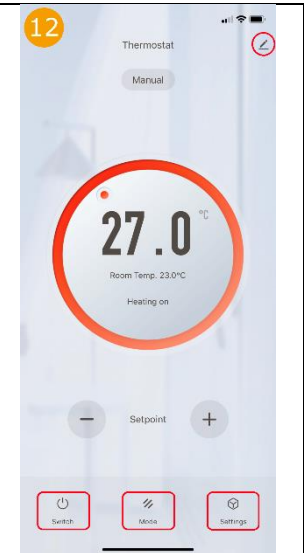 12
Thermostat
Manual
27.0 °C
Room Temp. 23.0°C
Heating on
Setpoint
Switch Mode Settings